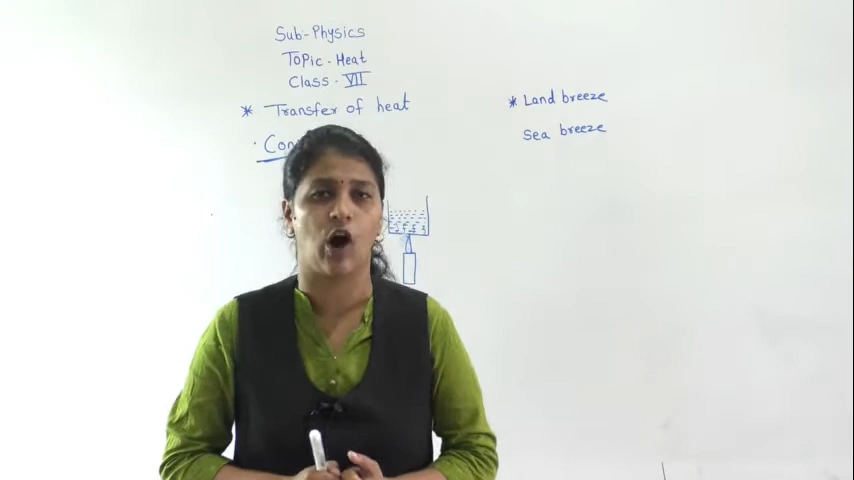 Sub-Physics
Topic. Heat
Class. VII
* Transfer of heat
* Land breeze
Sea breeze